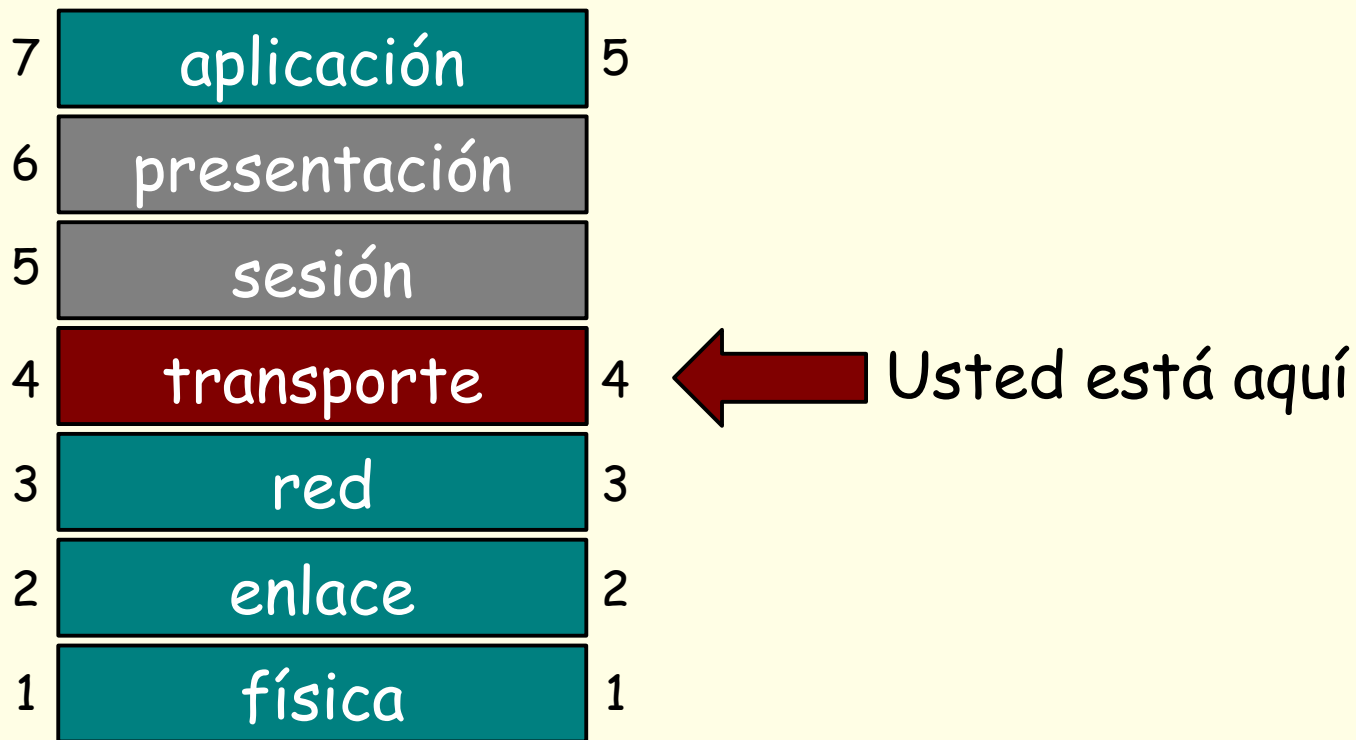 7 aplicación 5
6 presentación
5 sesión
4 transporte 4 Usted está aquí
3 red 3
2 enlace 2
1 física 1